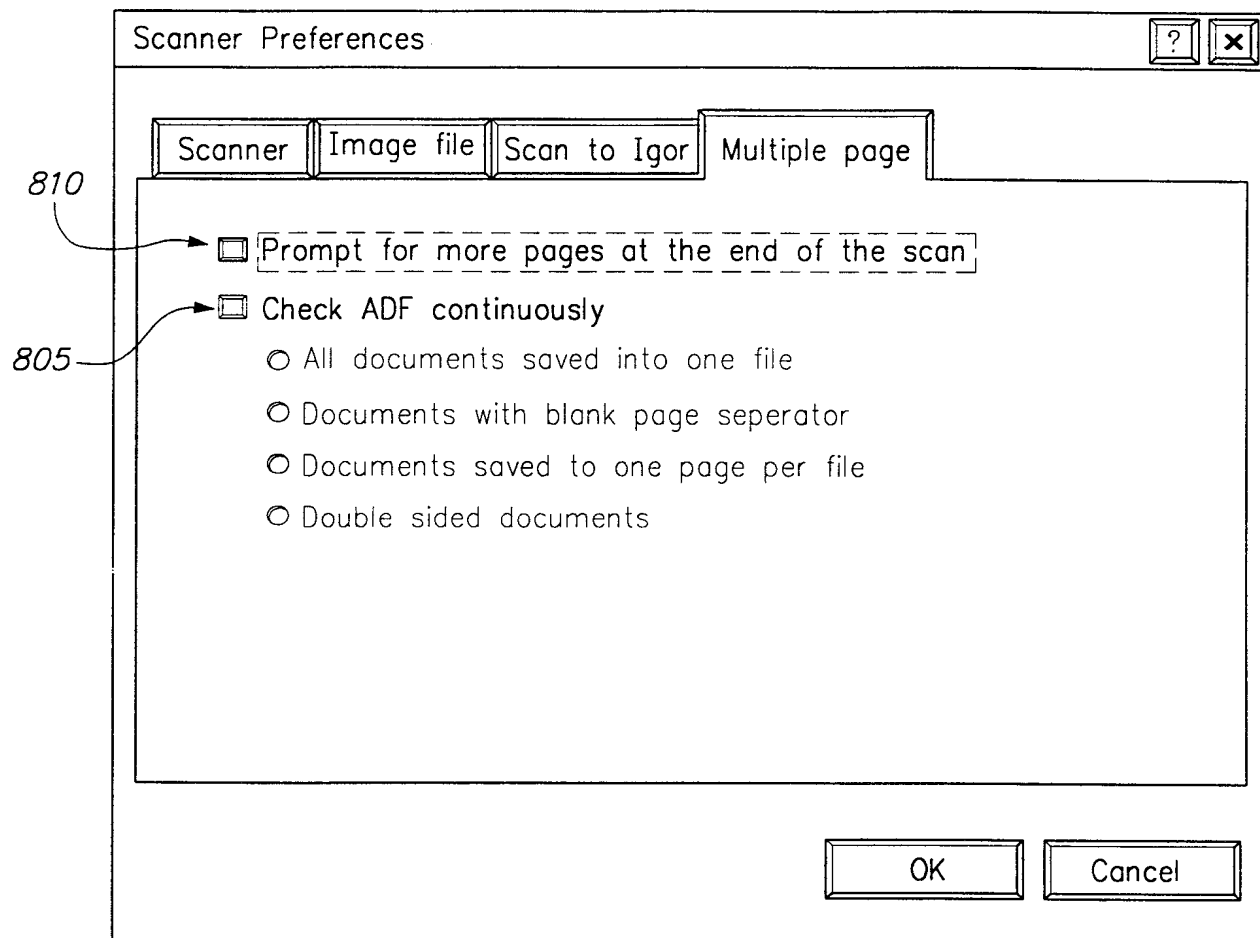 Scanner Preferences ? ×
Scanner Image file Scan to Igor Multiple page
810
Prompt for more pages at the end of the scan
Check ADF continuously
805
All documents saved into one file
Documents with blank page seperator
Documents saved to one page per file
Double sided documents
OK Cancel